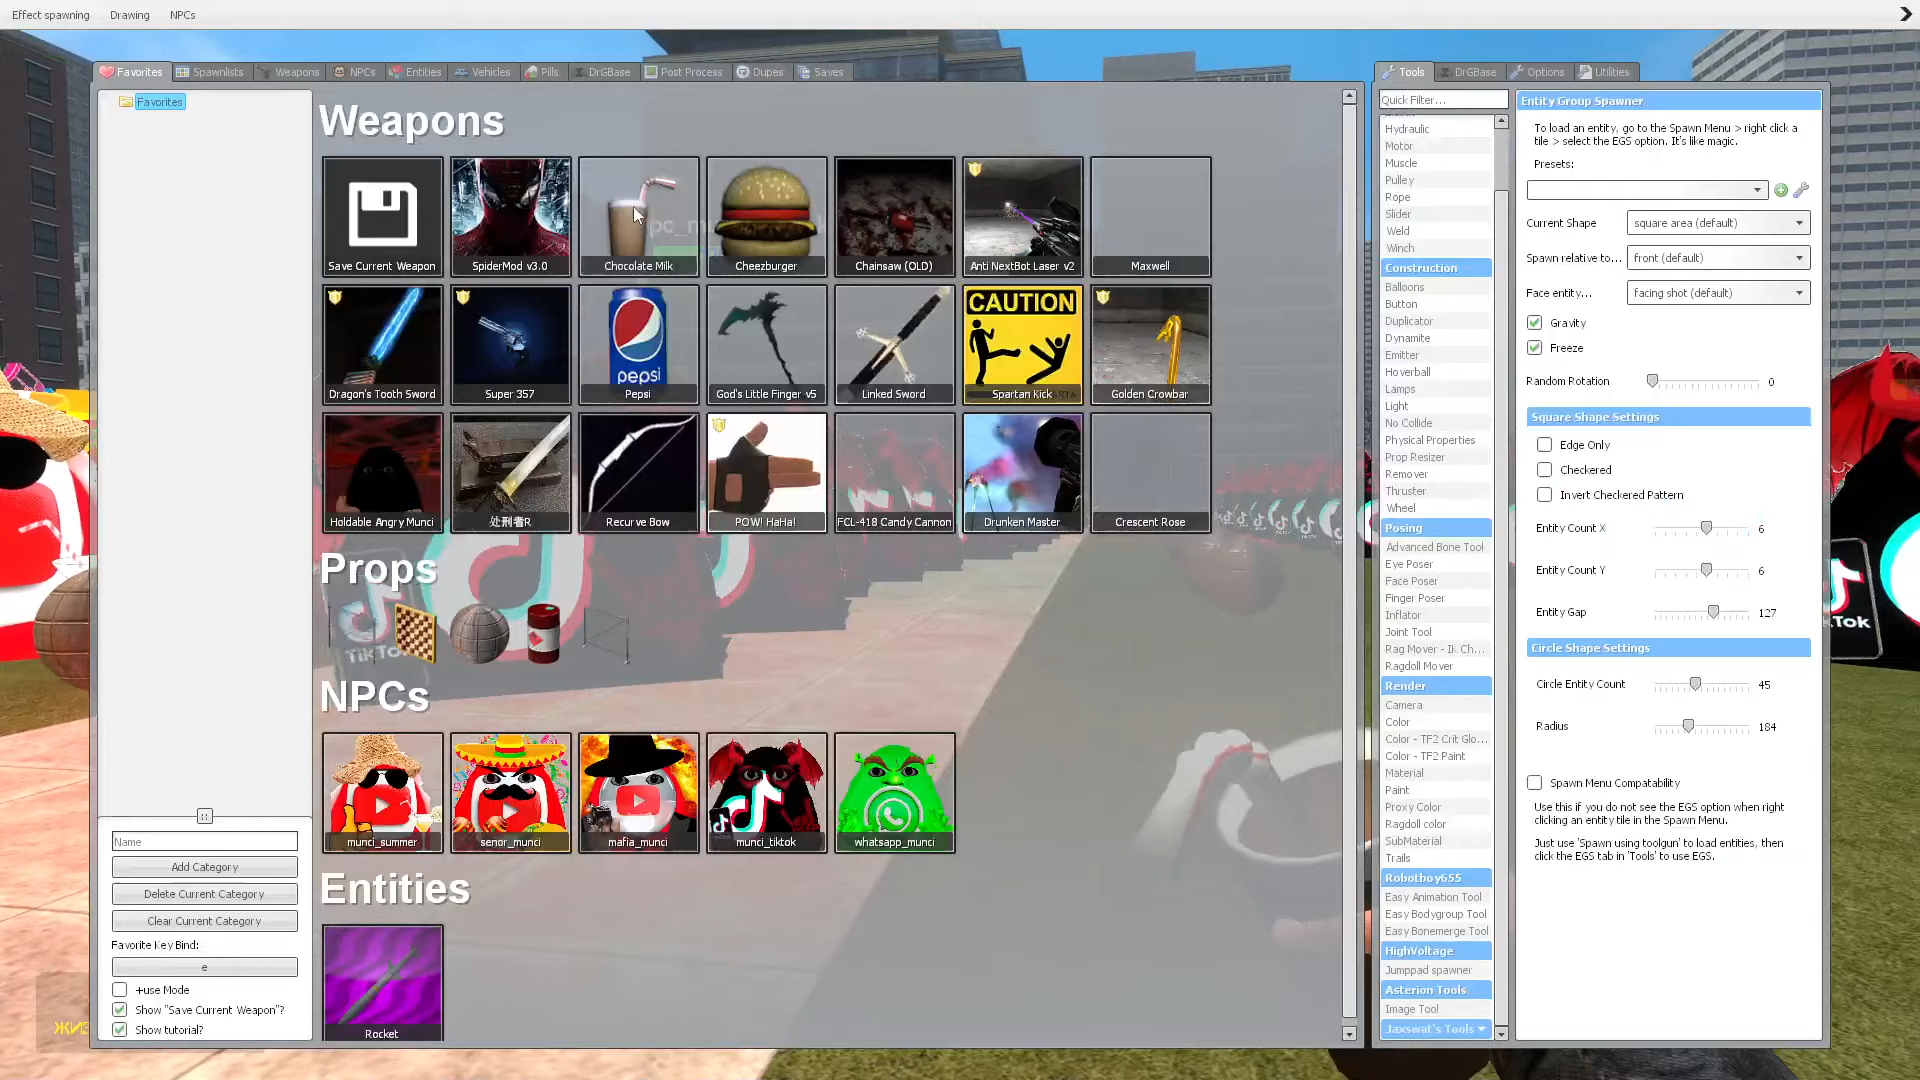 Effect spawning Drawing NPCs
Favorites Spawnlists Weapons NPCs Entities Vehicles Pills DrGBase Post Process Dupes Saves
Tools DrGBase Options Utilities
Favorites
Weapons
Save Current Weapon SpiderMod v3.0 Chocolate Milk Cheezburger Chainsaw (OLD) Anti NextBot Laser v2 Maxwell
pepsi
CAUTION
Dragon's Tooth Sword Super 357 Pepsi God's Little Finger v5 Linked Sword Spartan Kick Golden Crowbar
Holdable Angry Munci 处刑者R Recurve Bow POW! HaHa! FCL-418 Candy Cannon Drunken Master Crescent Rose
Props
NPCs
munci_summer senor_munci mafia_munci munci_tiktok whatsapp_munci
Entities
Rocket
Name
Add Category
Delete Current Category
Clear Current Category
Favorite Key Bind:
e
+use Mode
Show "Save Current Weapon"?
Show tutorial?
Quick Filter...
Hydraulic
Motor
Muscle
Pulley
Rope
Slider
Weld
Winch
Construction
Balloons
Button
Duplicator
Dynamite
Emitter
Hoverball
Lamps
Light
No Collide
Physical Properties
Prop Resizer
Remover
Thruster
Wheel
Posing
Advanced Bone Tool
Eye Poser
Face Poser
Finger Poser
Inflator
Joint Tool
Rag Mover - Ik Ch...
Ragdoll Mover
Render
Camera
Color
Color - TF2 Crit Glo...
Color - TF2 Paint
Material
Paint
Proxy Color
Ragdoll color
SubMaterial
Trails
Robotboy655
Easy Animation Tool
Easy Bodygroup Tool
Easy Bonemerge Tool
HighVoltage
Jumppad spawner
Asterion Tools
Image Tool
Jaxswat's Tools
Entity Group Spawner
To load an entity, go to the Spawn Menu > right click a
tile > select the EGS option. It's like magic.
Presets:
Current Shape square area (default)
Spawn relative to... front (default)
Face entity... facing shot (default)
Gravity
Freeze
Random Rotation 0
Square Shape Settings
Edge Only
Checkered
Invert Checkered Pattern
Entity Count X 6
Entity Count Y 6
Entity Gap 127
Circle Shape Settings
Circle Entity Count 45
Radius 184
Spawn Menu Compatability
Use this if you do not see the EGS option when right
clicking an entity tile in the Spawn Menu.
Just use 'Spawn using toolgun' to load entities, then
click the EGS tab in 'Tools' to use EGS.